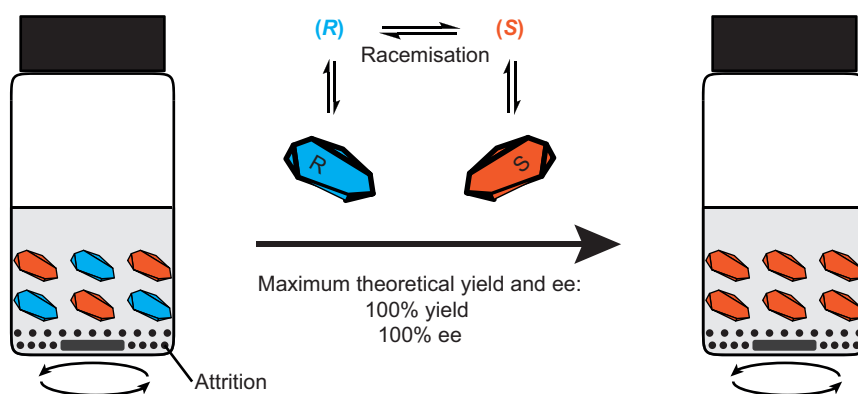 (R) (S)
Racemisation
R S
Maximum theoretical yield and ee:
100% yield
100% ee
Attrition